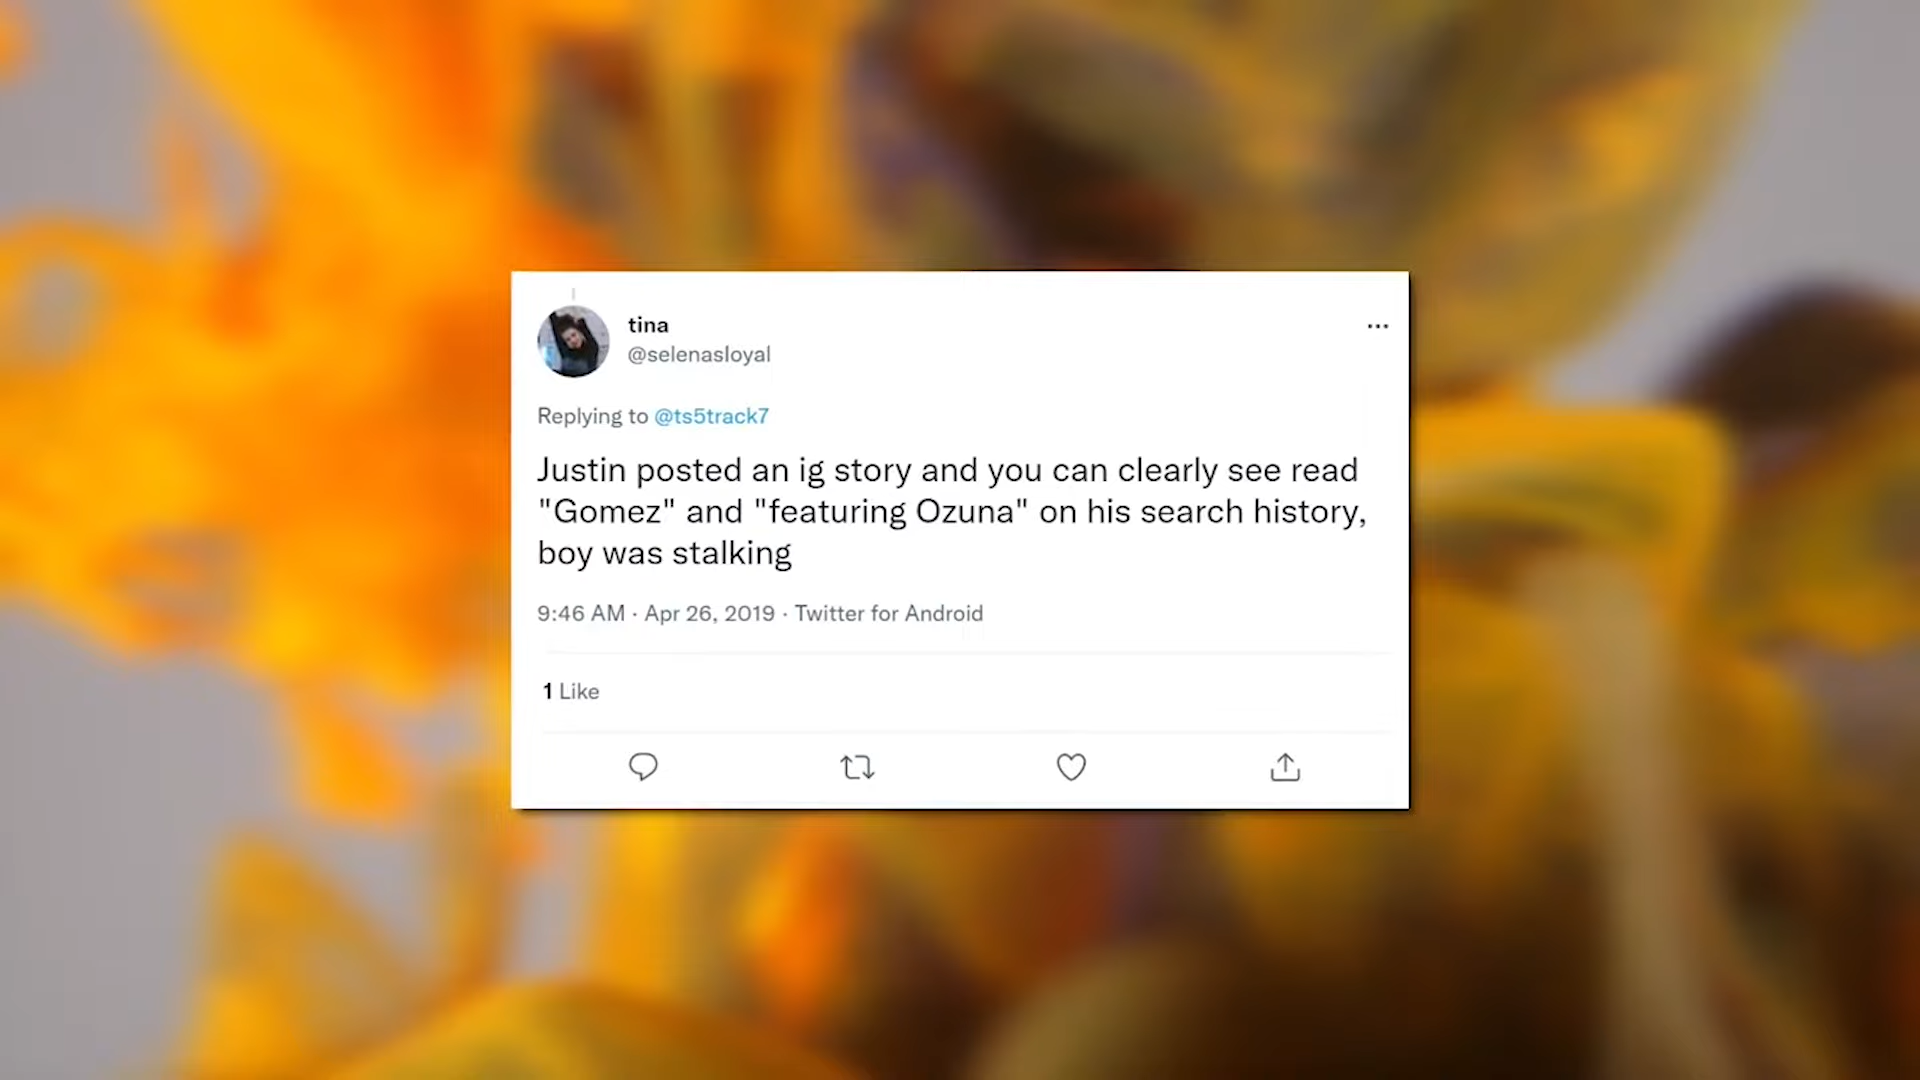 tina
@selenasloyal
Replying to @ts5track7
Justin posted an ig story and you can clearly see read
"Gomez" and "featuring Ozuna" on his search history,
boy was stalking
9:46 AM · Apr 26, 2019 · Twitter for Android
1 Like